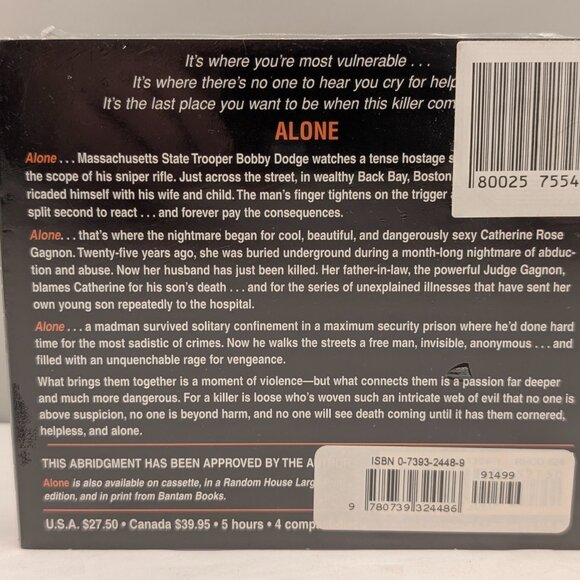 It's where you're most vulnerable . . .
It's where there's no one to hear you cry for help
It's the last place you want to be when this killer com
ALONE
Alone . . . Massachusetts State Trooper Bobby Dodge watches a tense hostage s
the scope of his sniper rifle. Just across the street, in wealthy Back Bay, Boston
ricaded himself with his wife and child. The man's finger tightens on the trigger
split second to react . . . and forever pay the consequences.
Alone. . . that's where the nightmare began for cool, beautiful, and dangerously sexy Catherine Rose
Gagnon. Twenty-five years ago, she was buried underground during a month-long nightmare of abduc-
tion and abuse. Now her husband has just been killed. Her father-in-law, the powerful Judge Gagnon,
blames Catherine for his son's death . . . and for the series of unexplained illnesses that have sent her
own young son repeatedly to the hospital.
Alone . . . a madman survived solitary confinement in a maximum security prison where he'd done hard
time for the most sadistic of crimes. Now he walks the streets a free man, invisible, anonymous . . . and
filled with an unquenchable rage for vengeance.
What brings them together is a moment of violence—but what connects them is a passion far deeper
and much more dangerous. For a killer is loose who's woven such an intricate web of evil that no one is
above suspicion, no one is beyond harm, and no one will see death coming until it has them cornered,
helpless, and alone.
THIS ABRIDGMENT HAS BEEN APPROVED BY THE A
Alone is also available on cassette, in a Random House Larg
edition, and in print from Bantam Books.
U.S.A. $27.50 • Canada $39.95 • 5 hours • 4 comp
80025 7554
ISBN 0-7393-2448-9
91499
9 780739 324486